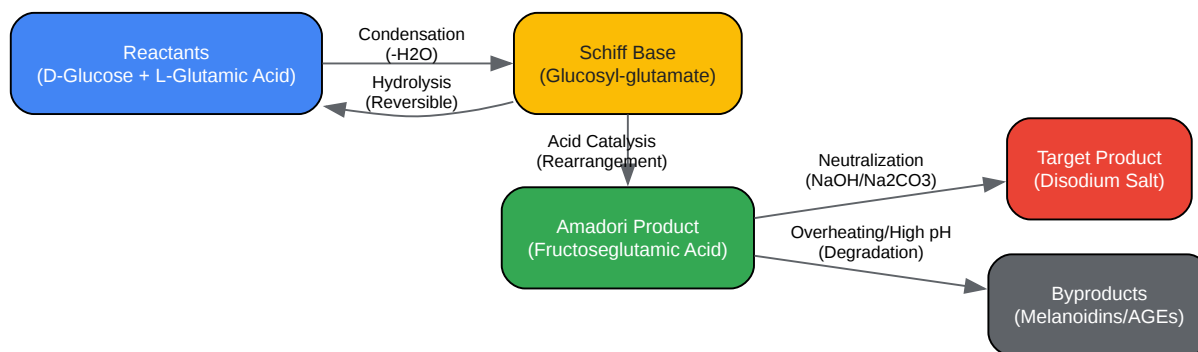 Reactants
(D-Glucose + L-Glutamic Acid)
Condensation
(-H2O)
Hydrolysis
(Reversible)
Schiff Base
(Glucosyl-glutamate)
Acid Catalysis
(Rearrangement)
Amadori Product
(Fructoseglutamic Acid)
Neutralization
(NaOH/Na2CO3)
Target Product
(Disodium Salt)
Overheating/High pH
(Degradation)
Byproducts
(Melanoidins/AGEs)